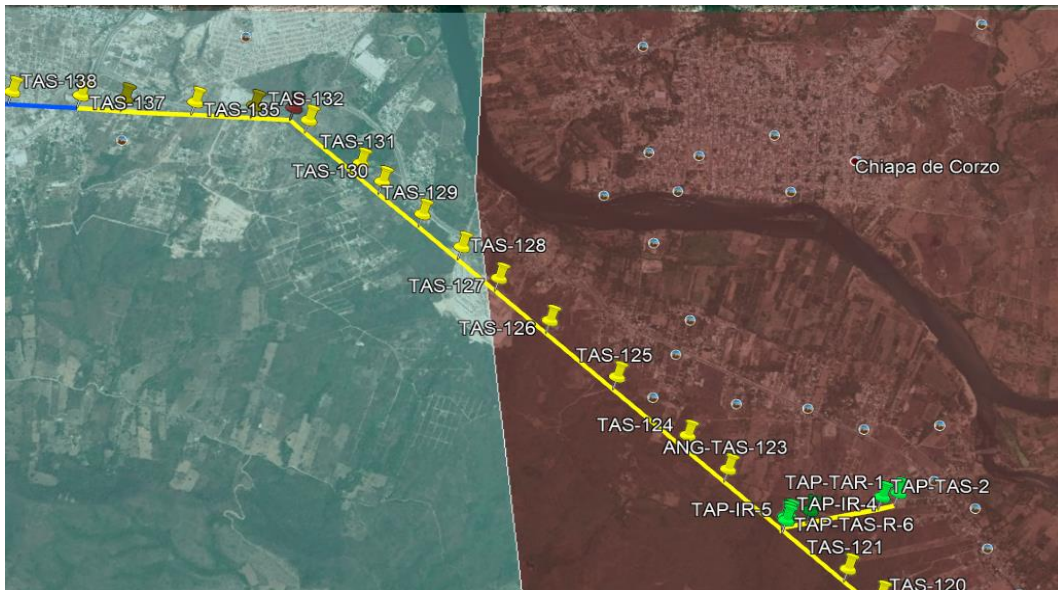 TAS-138
TAS-137
TAS-135
TAS-132
TAS-131
TAS-130
TAS-129
TAS-128
TAS-127
TAS-126
TAS-125
TAS-124
ANG-TAS-123
Chiapa de Corzo
TAP-TAR-1
TAP-TAS-2
TAP-IR-4
TAP-IR-5
TAP-TAS-R-6
TAS-121
TAS-120